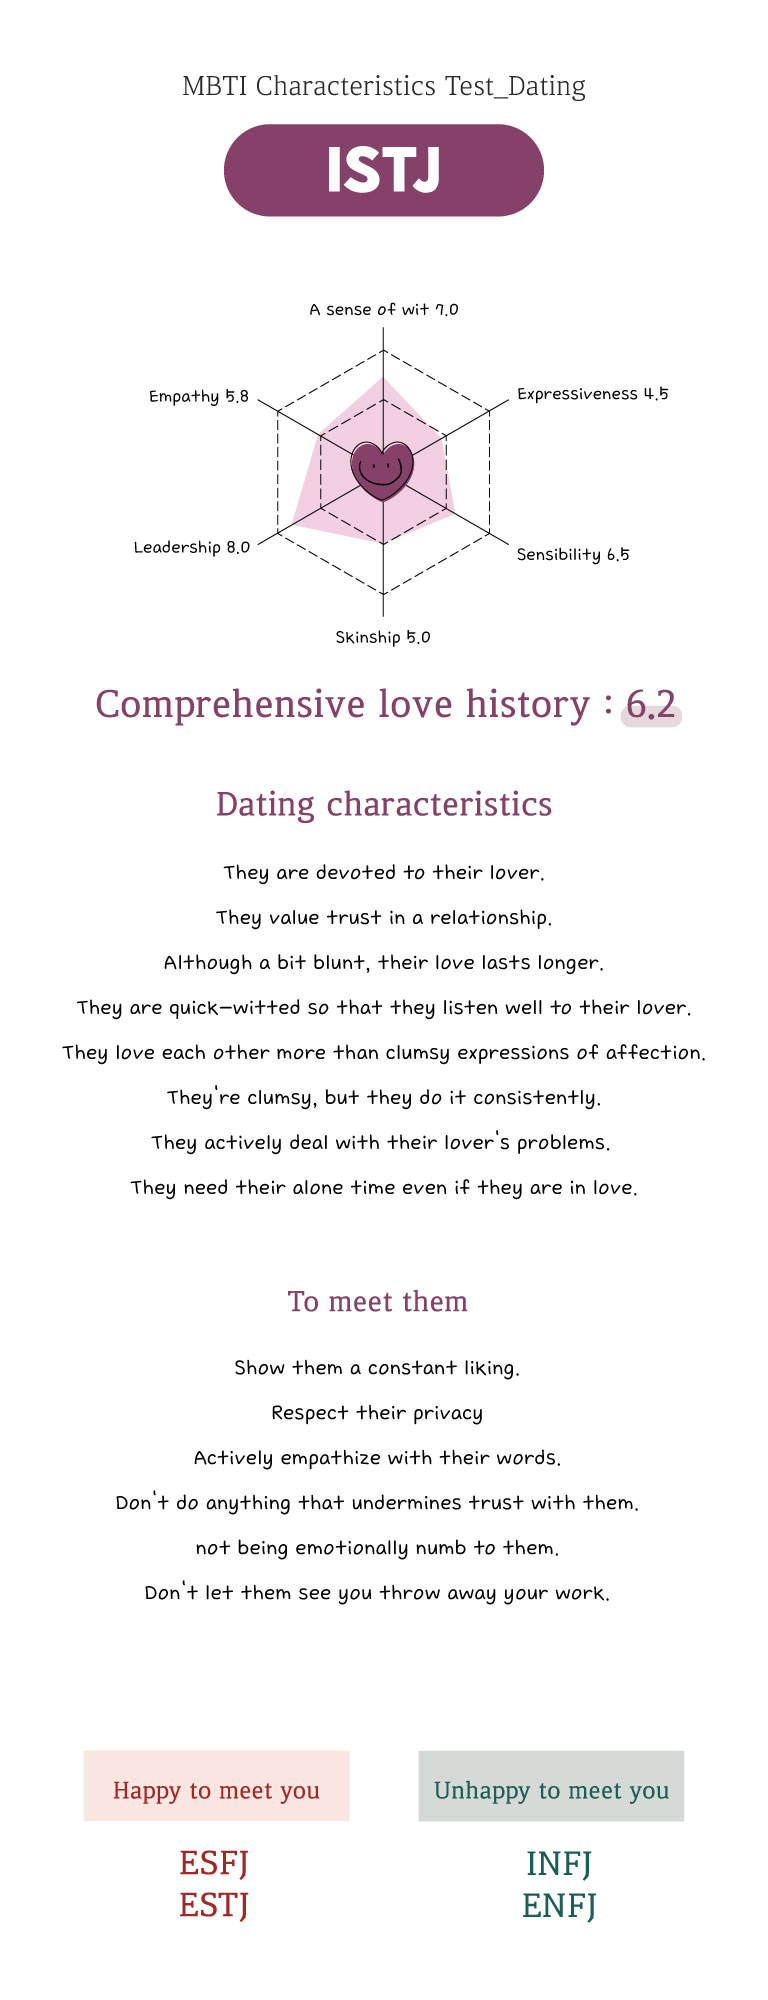 MBTI Characteristics Test_Dating
ISTJ
A sense of wit 7.0
Empathy 5.8
Expressiveness 4.5
Leadership 8.0
Sensibility 6.5
Skinship 5.0
Comprehensive love history : 6.2
Dating characteristics
They are devoted to their lover.
They value trust in a relationship.
Although a bit blunt, their love lasts longer.
They are quick-witted so that they listen well to their lover.
They love each other more than clumsy expressions of affection.
They're clumsy, but they do it consistently.
They actively deal with their lover's problems.
They need their alone time even if they are in love.
To meet them
Show them a constant liking.
Respect their privacy
Actively empathize with their words.
Don't do anything that undermines trust with them.
not being emotionally numb to them.
Don't let them see you throw away your work.
Happy to meet you
ESFJ
ESTJ
Unhappy to meet you
INFJ
ENFJ